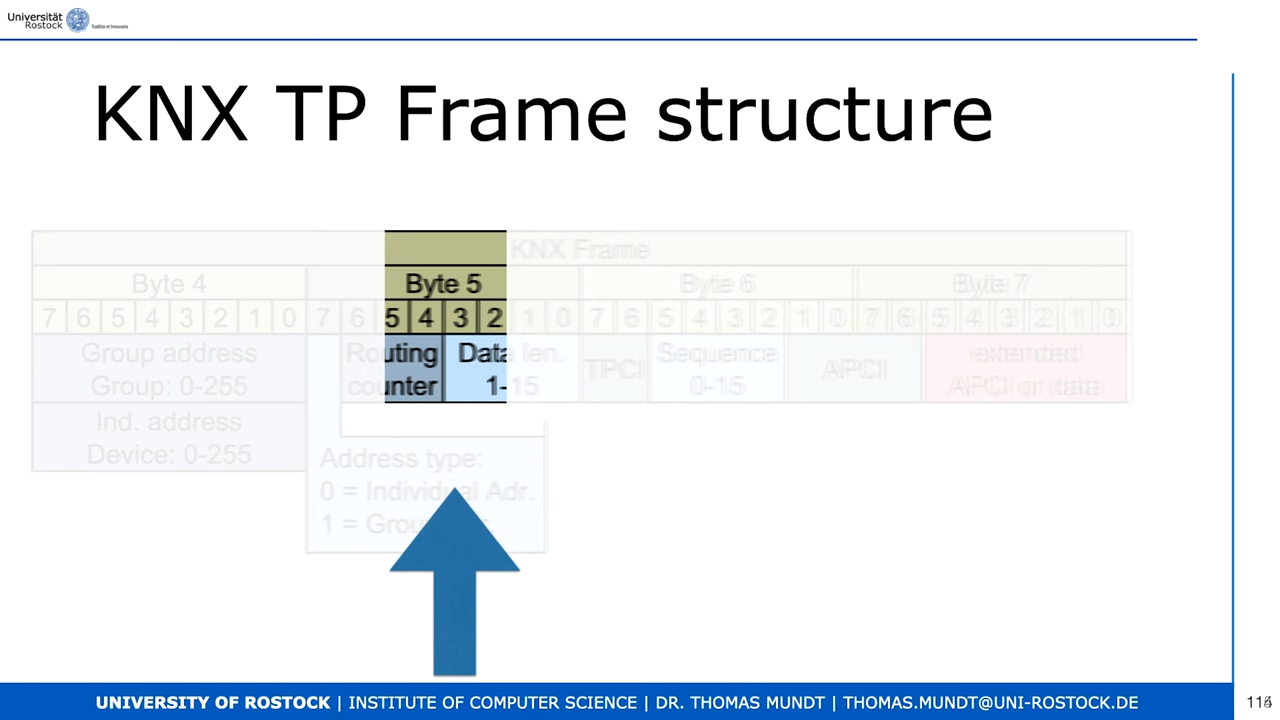 Universität
Rostock
Traditio et Innovatio
KNX TP Frame structure
KNX Frame
Byte 4 Byte 5 Byte 6 Byte 7
7 6 5 4 3 2 1 0 7 6 5 4 3 2 1 0 7 6 5 4 3 2 1 0 7 6 5 4 3 2 1 0
Group address Routing Data len. TPCI Sequence APCI extended
Group: 0-255 counter 1-15 0-15 APCI or data
Ind. address
Device: 0-255
Address type:
0 = Individual Adr.
1 = Grou
UNIVERSITY OF ROSTOCK | INSTITUTE OF COMPUTER SCIENCE | DR. THOMAS MUNDT | THOMAS.MUNDT@UNI-ROSTOCK.DE